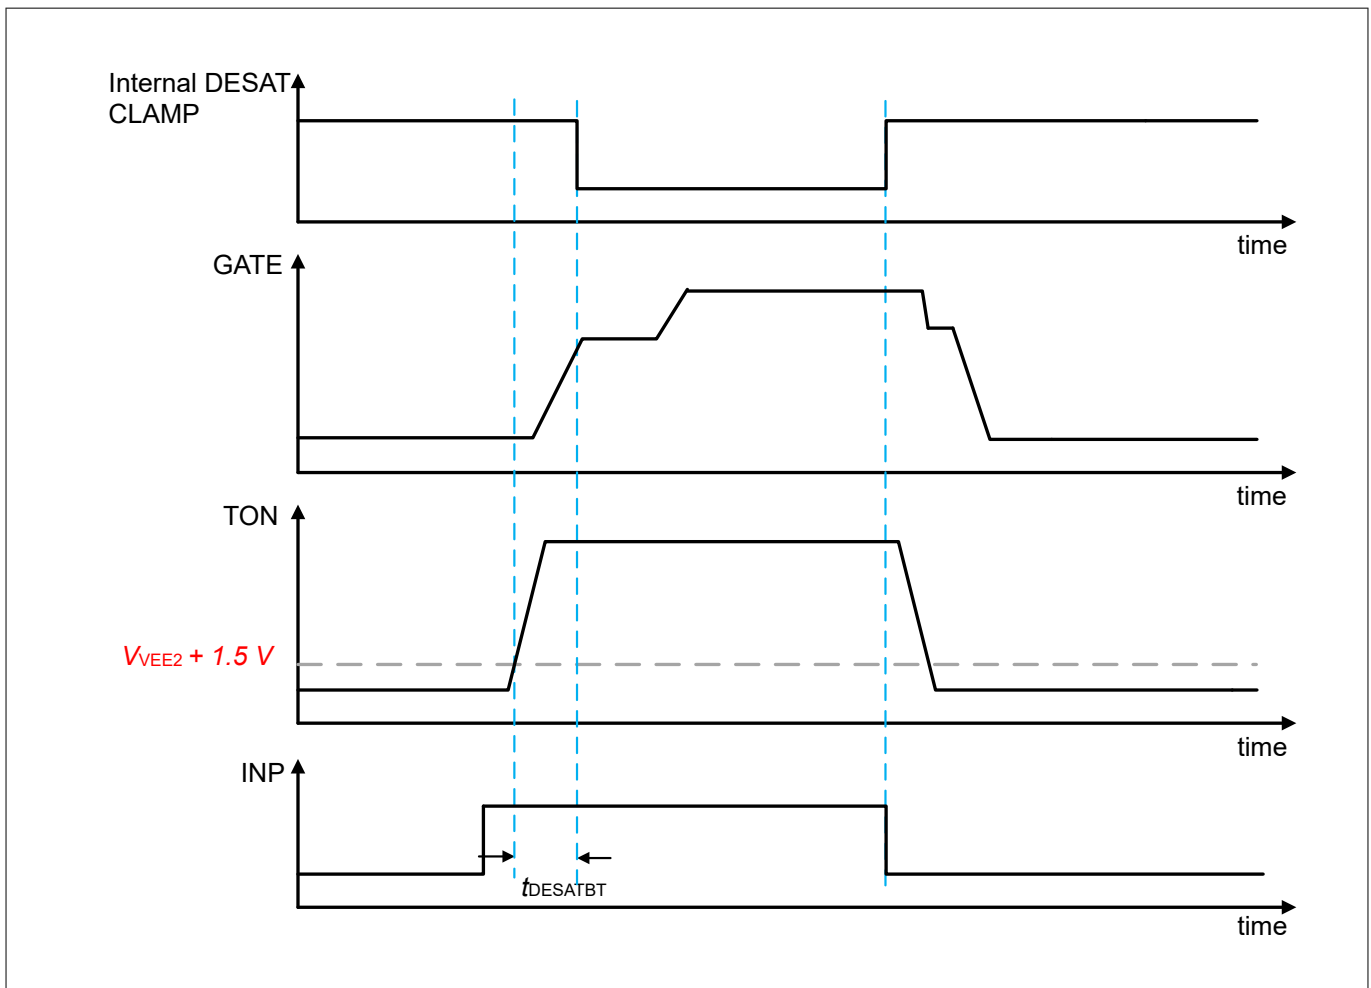 Internal DESAT
CLAMP
time
GATE
time
TON
VVEE2 + 1.5 V
time
INP
tDESATBT
time